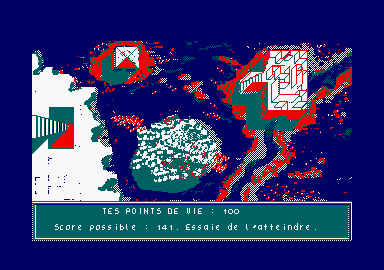 TES POINTS DE VIE : 100
Score possible : 141. Essaie de l'atteindre.